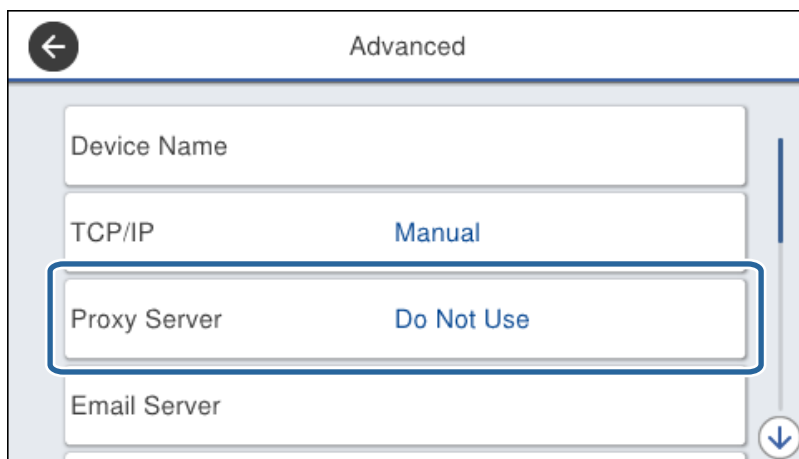 Advanced
Device Name
TCP/IP Manual
Proxy Server Do Not Use
Email Server